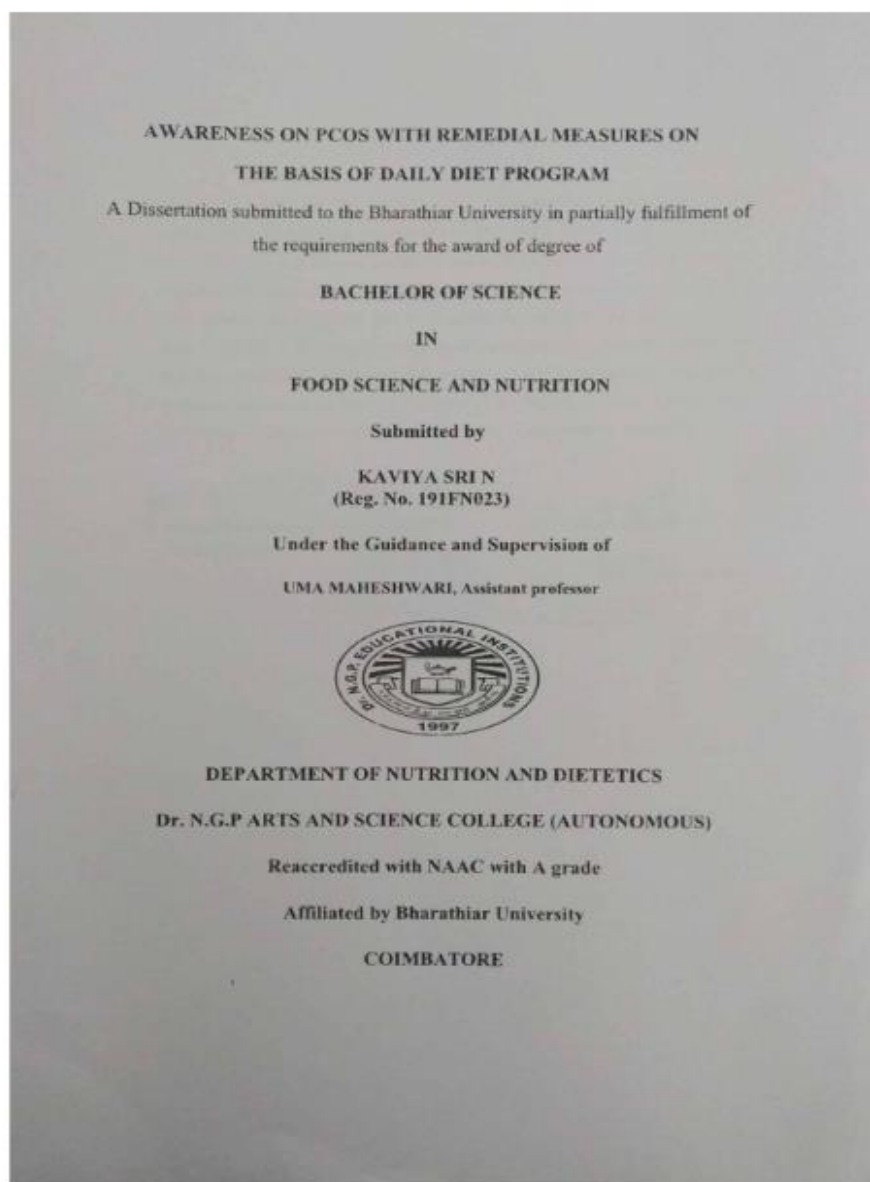 AWARENESS ON PCOS WITH REMEDIAL MEASURES ON
THE BASIS OF DAILY DIET PROGRAM
A Dissertation submitted to the Bharathiar University in partially fulfillment of
the requirements for the award of degree of
BACHELOR OF SCIENCE
IN
FOOD SCIENCE AND NUTRITION
Submitted by
KAVIYA SRI N
(Reg. No. 191FN023)
Under the Guidance and Supervision of
UMA MAHESHWARI, Assistant professor
Dr. N.G.P. EDUCATIONAL INSTITUTIONS
1997
DEPARTMENT OF NUTRITION AND DIETETICS
Dr. N.G.P ARTS AND SCIENCE COLLEGE (AUTONOMOUS)
Reaccredited with NAAC with A grade
Affiliated by Bharathiar University
COIMBATORE